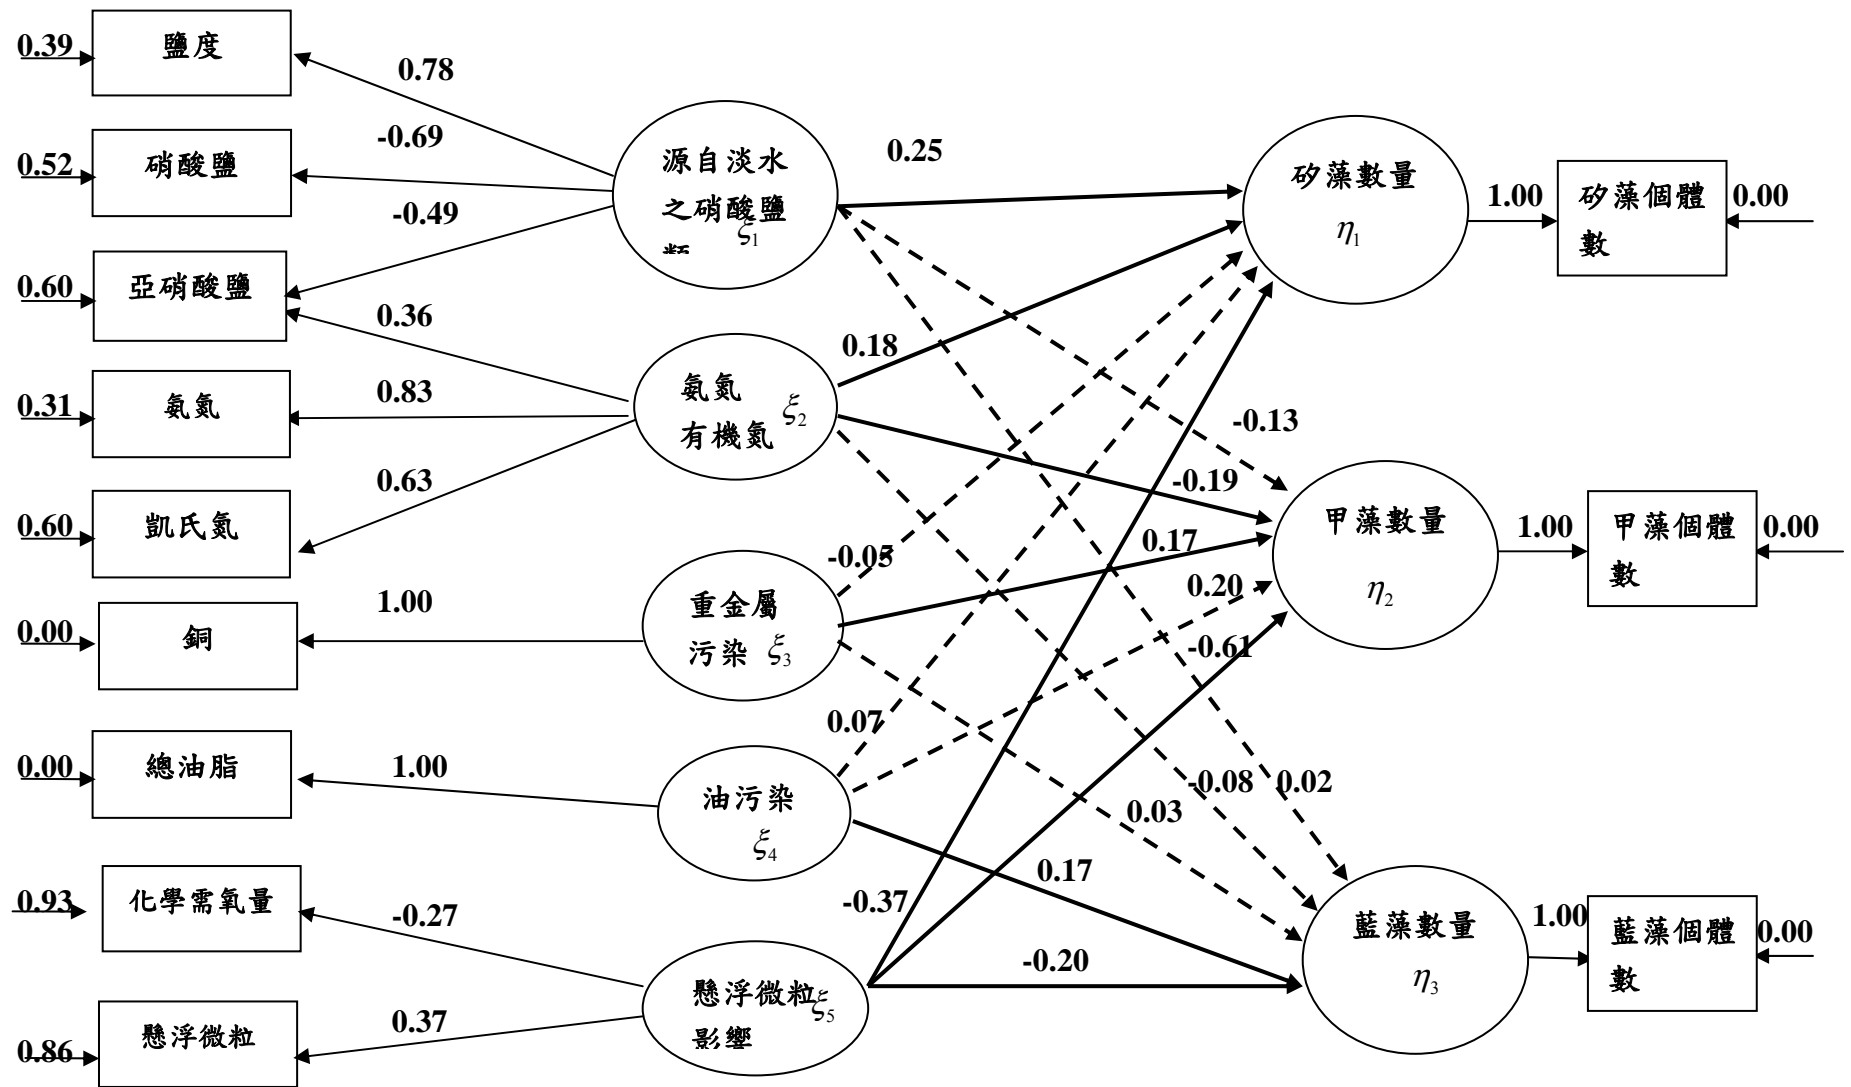 0.39
鹽度
0.78
0.52
硝酸鹽
-0.69
-0.49
0.60
亞硝酸鹽
0.36
0.31
氨氮
0.83
0.60
凱氏氮
0.63
0.00
銅
1.00
0.00
總油脂
1.00
0.93
化學需氧量
-0.27
0.86
懸浮微粒
0.37
源自淡水
之硝酸鹽
類 ξ1
氨氮
有機氮 ξ2
重金屬
污染 ξ3
油污染
ξ4
懸浮微粒 ξ5
影響
0.25
0.18
-0.13
-0.19
-0.05
0.17
0.20
-0.61
0.07
-0.08
0.02
0.03
0.17
-0.37
-0.20
矽藻數量
η1
1.00
矽藻個體
數
0.00
甲藻數量
η2
1.00
甲藻個體
數
0.00
藍藻數量
η3
1.00
藍藻個體
數
0.00